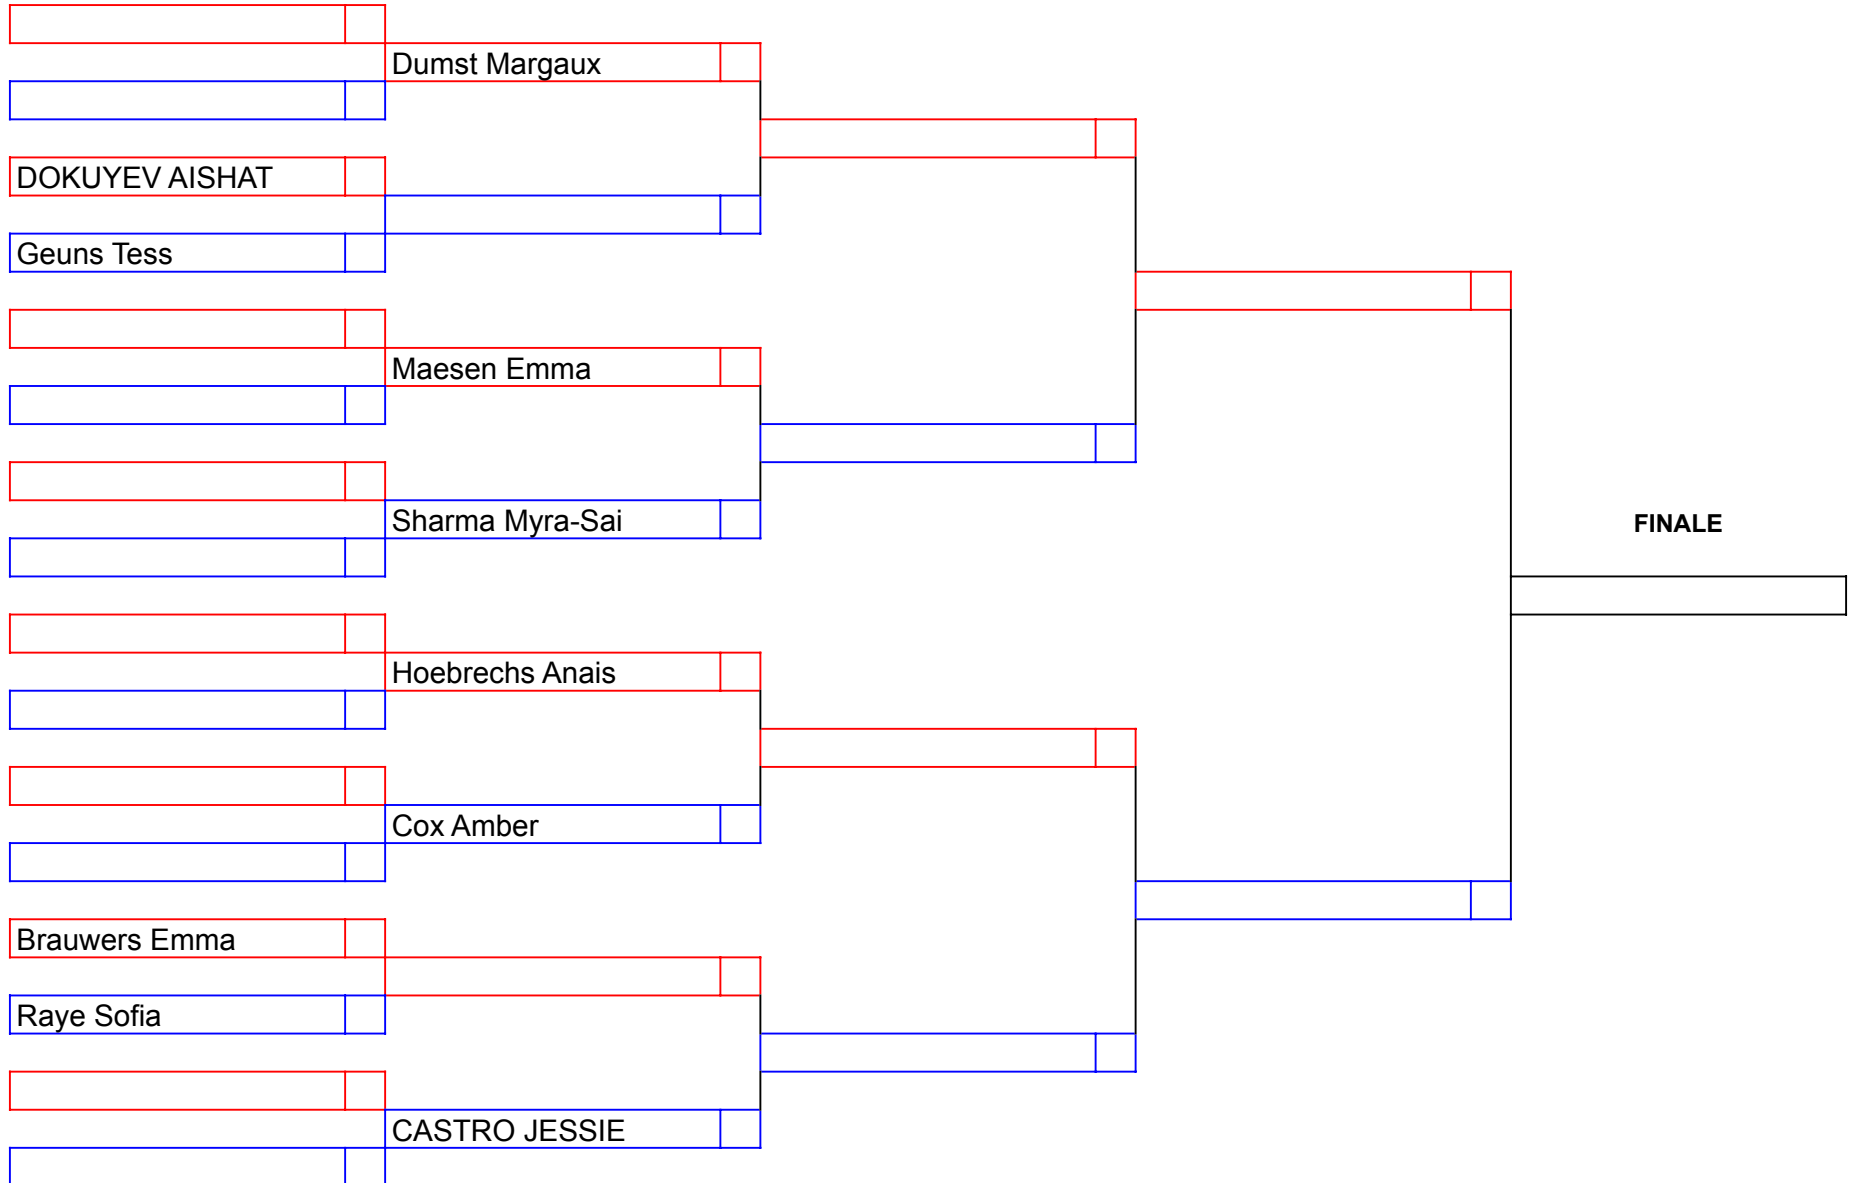 Dumst Margaux
DOKUYEV AISHAT
Geuns Tess
Maesen Emma
Sharma Myra-Sai
FINALE
Hoebrechs Anais
Cox Amber
Brauwers Emma
Raye Sofia
CASTRO JESSIE